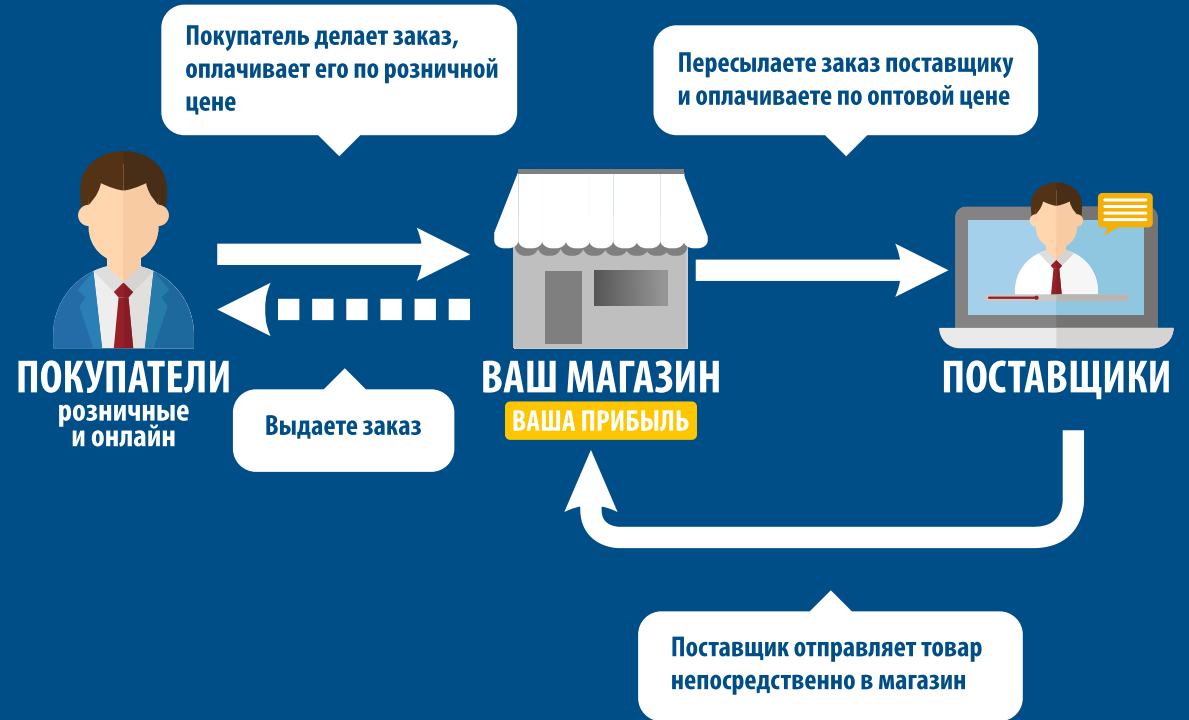 Покупатель делает заказ,
оплачивает его по розничной
цене
Пересылаете заказ поставщику
и оплачиваете по оптовой цене
ПОКУПАТЕЛИ
розничные
и онлайн
Выдаете заказ
ВАШ МАГАЗИН
ВАША ПРИБЫЛЬ
ПОСТАВЩИКИ
Поставщик отправляет товар
непосредственно в магазин